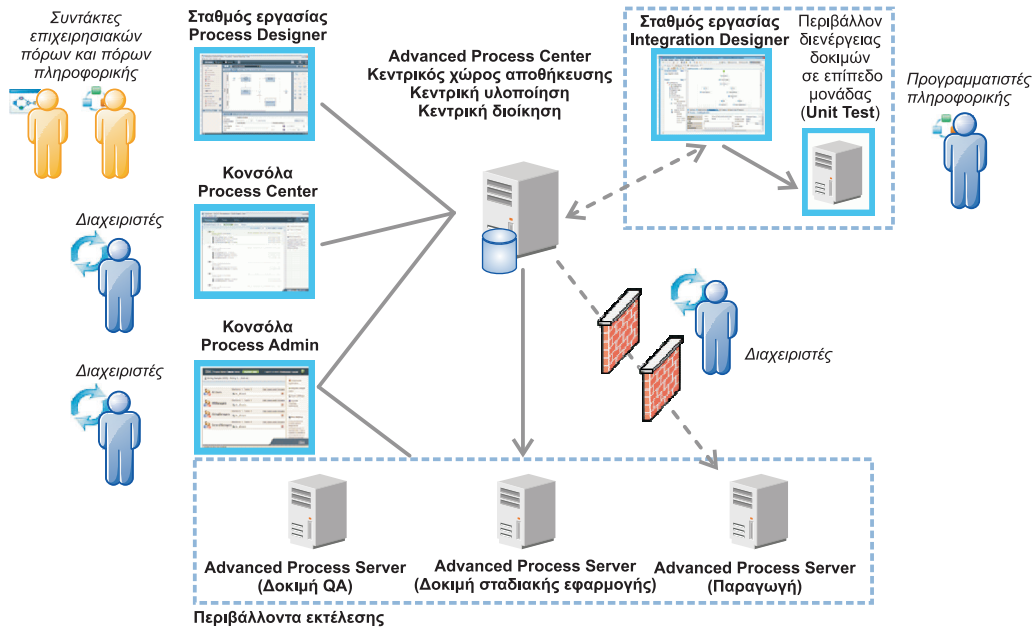 Συντάκτες
επιχειρησιακών
πόρων και πόρων
πληροφορικής
Σταθμός εργασίας
Process Designer
Advanced Process Center
Κεντρικός χώρος αποθήκευσης
Κεντρική υλοποίηση
Κεντρική διοίκηση
Σταθμός εργασίας
Integration Designer
Περιβάλλον
διενέργειας
δοκιμών
σε επίπεδο
μονάδας
(Unit Test)
Προγραμματιστές
πληροφορικής
Κονσόλα
Process Center
Διαχειριστές
Κονσόλα
Process Admin
Διαχειριστές
Διαχειριστές
Advanced Process Server
(Δοκιμή QA)
Advanced Process Server
(Δοκιμή σταδιακής εφαρμογής)
Advanced Process Server
(Παραγωγή)
Περιβάλλοντα εκτέλεσης